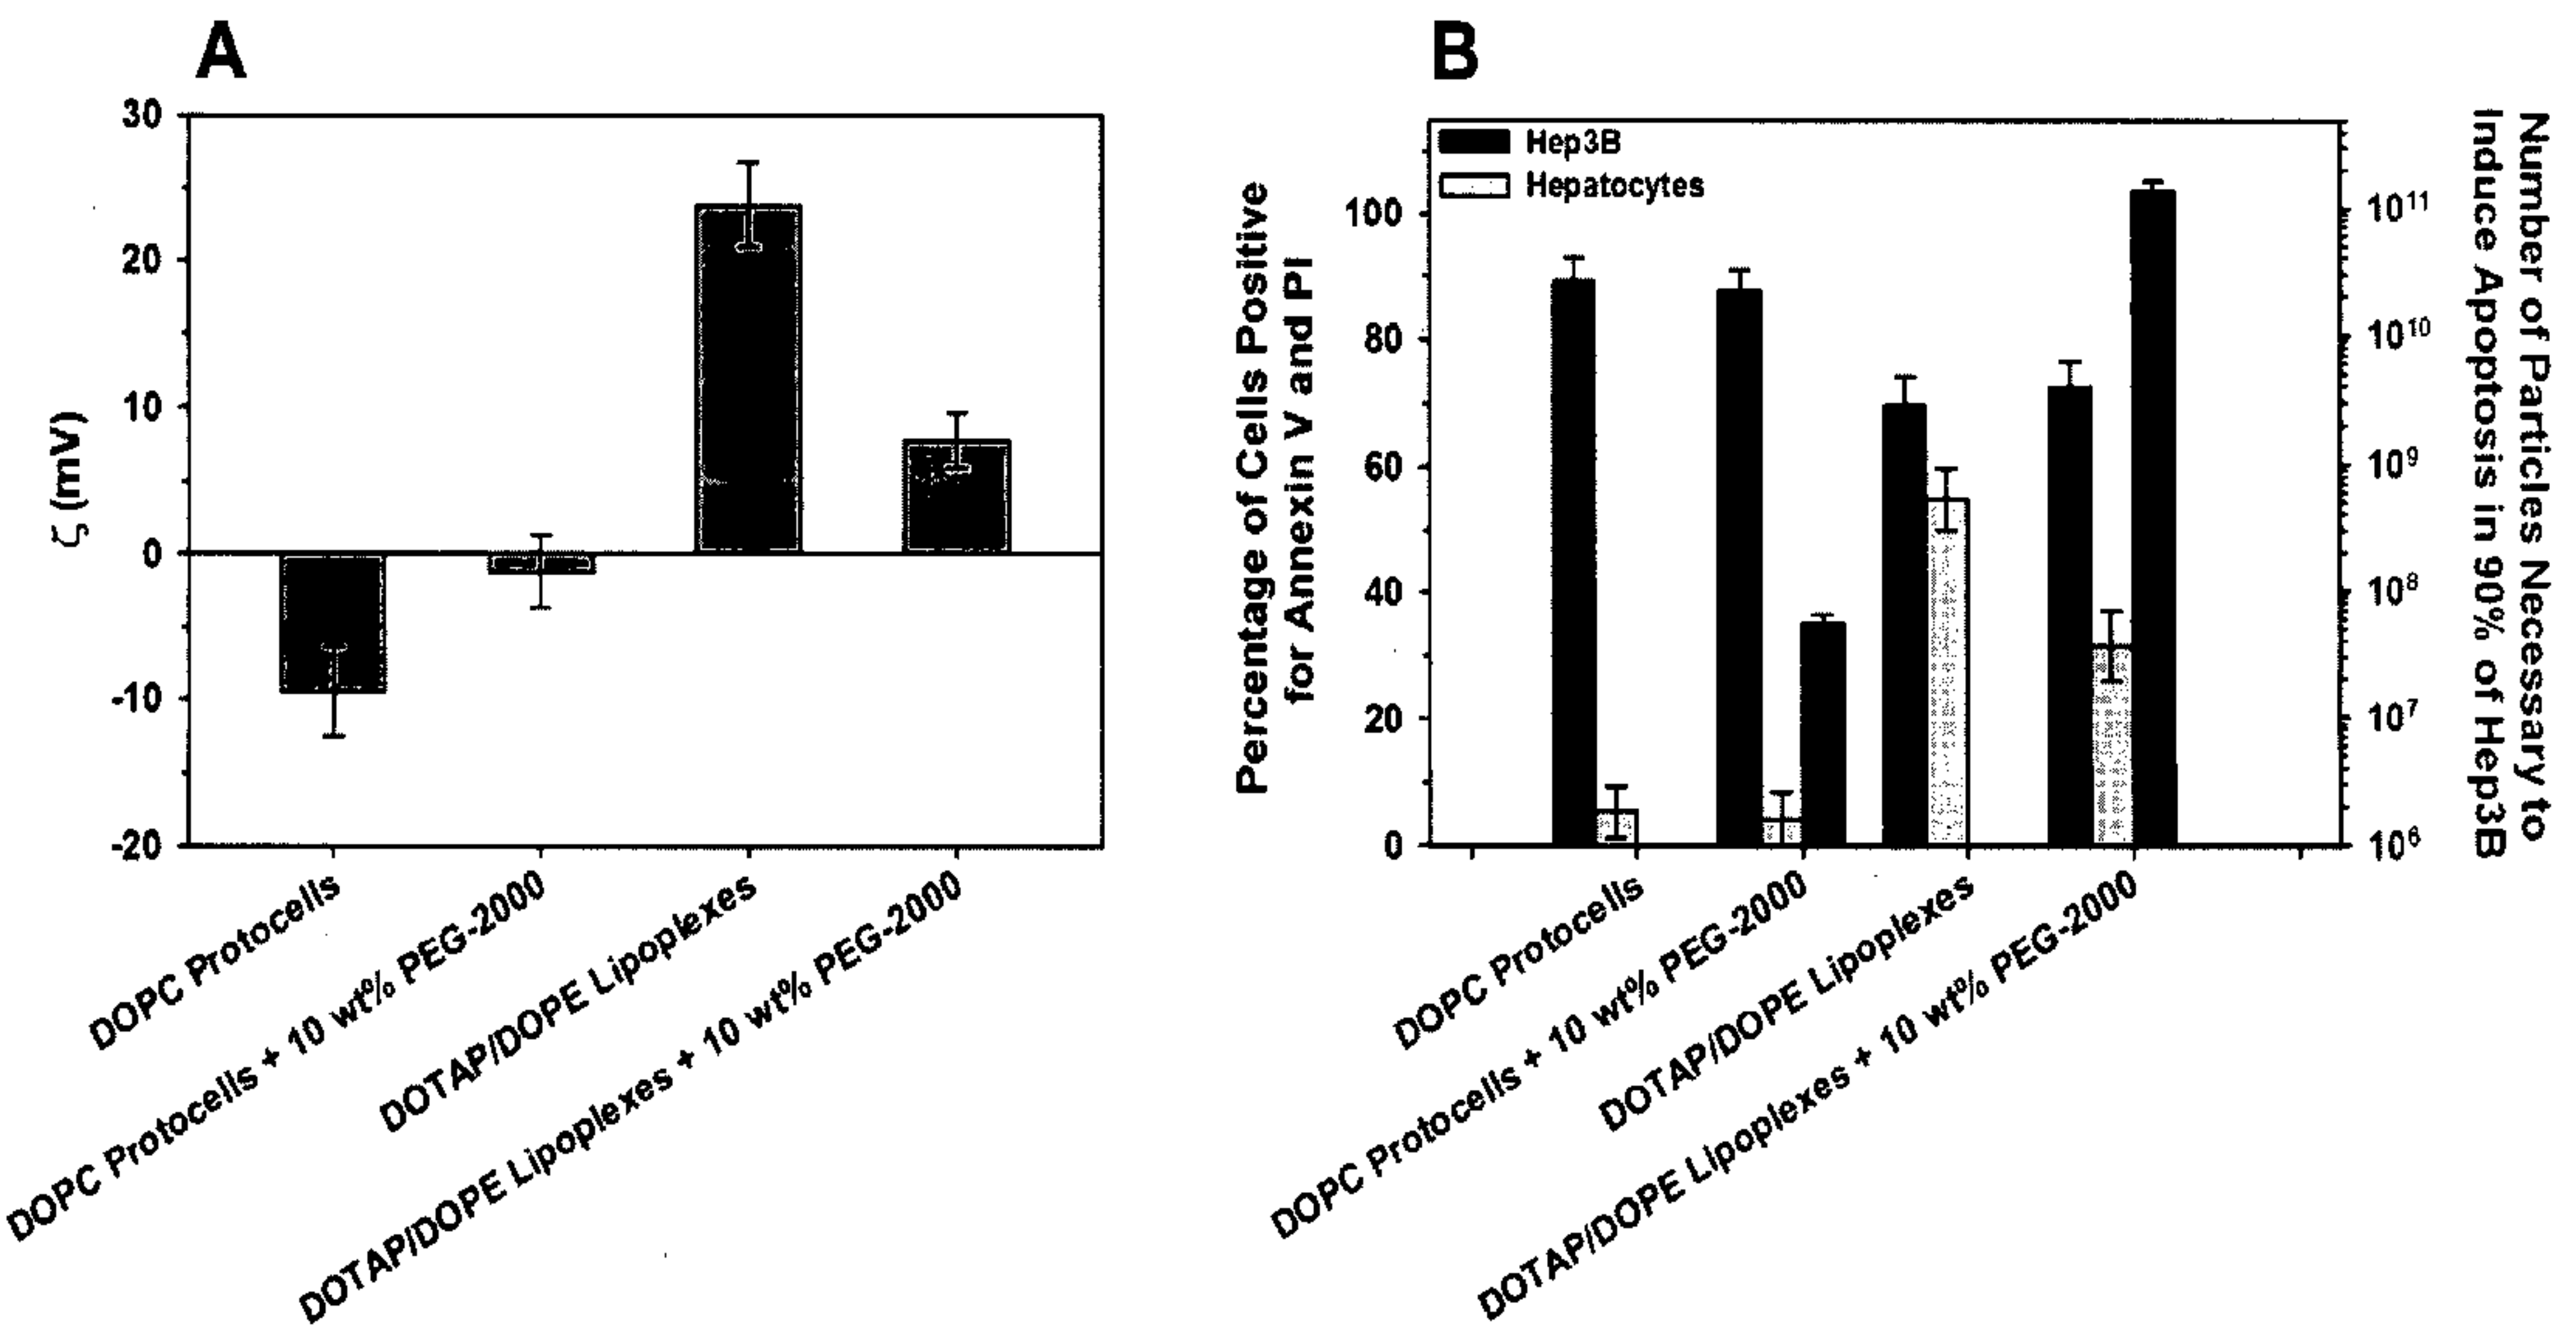 A
30
20
10
0
-10
-20
ζ (mV)
DOPC Protocells
DOPC Protocells + 10 wt% PEG-2000
DOTAP/DOPE Lipoplexes
DOTAP/DOPE Lipoplexes + 10 wt% PEG-2000
B
Hep3B
Hepatocytes
Percentage of Cells Positive
for Annexin V and PI
100
80
60
40
20
0
10¹¹
10¹⁰
10⁹
10⁸
10⁷
10⁶
Number of Particles Necessary to
Induce Apoptosis in 90% of Hep3B
DOPC Protocells
DOPC Protocells + 10 wt% PEG-2000
DOTAP/DOPE Lipoplexes
DOTAP/DOPE Lipoplexes + 10 wt% PEG-2000